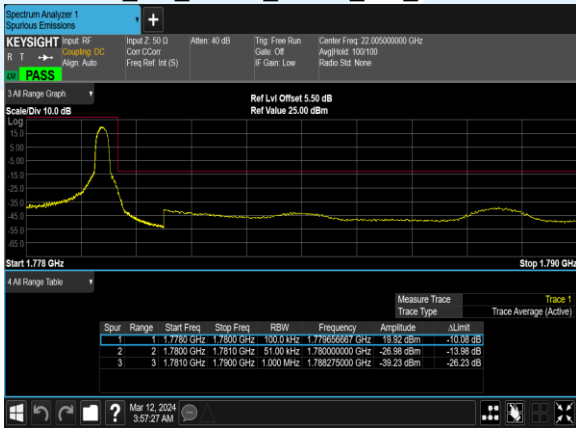 Spectrum Analyzer 1
Spurious Emissions
KEYSIGHT Input: RF Input Z: 50 Ω Atten: 40 dB Trig: Free Run Center Freq: 22.005000000 GHz
R T Coupling: DC Corr CCorr Gate: Off Avg|Hold: 100/100
Align: Auto Freq Ref: Int (S) IF Gain: Low Radio Std: None
PASS
3 All Range Graph
Ref Lvl Offset 5.50 dB
Scale/Div 10.0 dB Ref Value 25.00 dBm
Log
15.0
5.00
-5.00
-15.0
-25.0
-35.0
-45.0
-55.0
-65.0
Start 1.778 GHz Stop 1.790 GHz
4 All Range Table
Measure Trace Trace 1
Trace Type Trace Average (Active)
Spur Range Start Freq Stop Freq RBW Frequency Amplitude ΔLimit
1 1 1.7780 GHz 1.7800 GHz 100.0 kHz 1.779656667 GHz 19.92 dBm -10.08 dB
2 2 1.7800 GHz 1.7810 GHz 51.00 kHz 1.780000000 GHz -26.98 dBm -13.98 dB
3 3 1.7810 GHz 1.7900 GHz 1.000 MHz 1.788275000 GHz -39.23 dBm -26.23 dB
Mar 12, 2024
3:57:27 AM